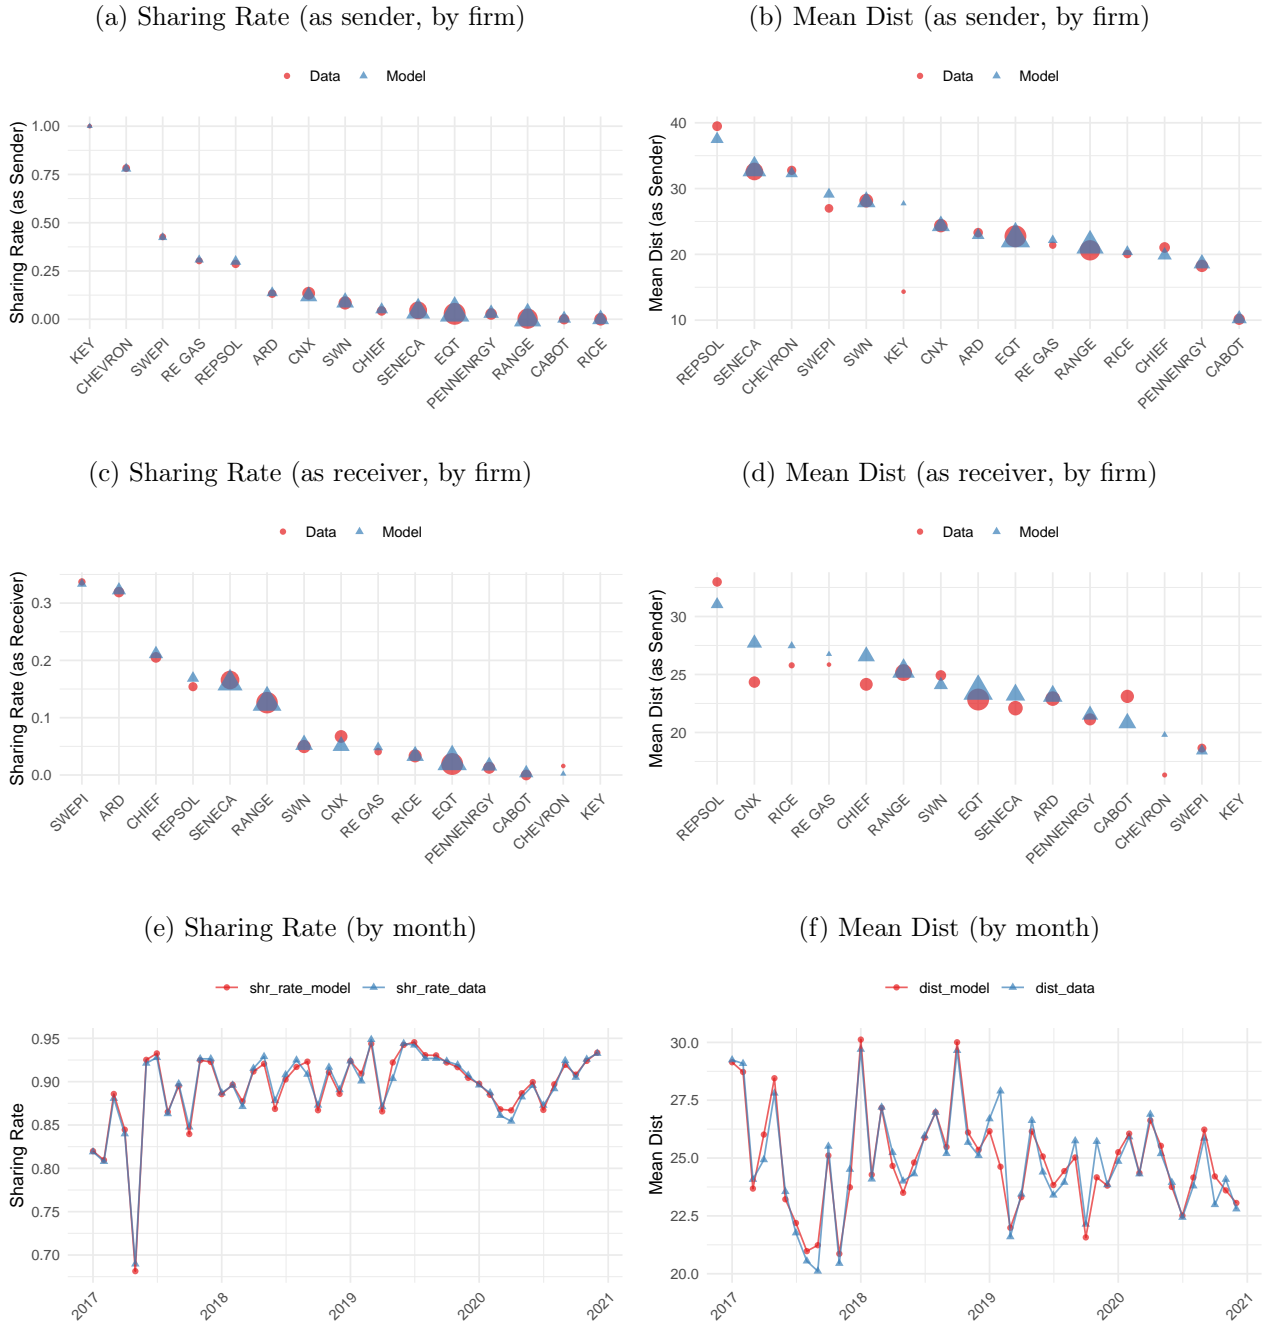 (a) Sharing Rate (as sender, by firm)
Data Model
Sharing Rate (as Sender)
1.00
0.75
0.50
0.25
0.00
KEY
CHEVRON
SWEPI
RE GAS
REPSOL
ARD
CNX
SWN
CHIEF
SENECA
EQT
PENNENRGY
RANGE
CABOT
RICE
(b) Mean Dist (as sender, by firm)
Data Model
Mean Dist (as Sender)
40
30
20
10
REPSOL
SENECA
CHEVRON
SWEPI
SWN
KEY
CNX
ARD
EQT
RE GAS
RANGE
RICE
CHIEF
PENNENRGY
CABOT
(c) Sharing Rate (as receiver, by firm)
Data Model
Sharing Rate (as Receiver)
0.3
0.2
0.1
0.0
SWEPI
ARD
CHIEF
REPSOL
SENECA
RANGE
SWN
CNX
RE GAS
RICE
EQT
PENNENRGY
CABOT
CHEVRON
KEY
(d) Mean Dist (as receiver, by firm)
Data Model
Mean Dist (as Sender)
30
25
20
REPSOL
CNX
RICE
RE GAS
CHIEF
RANGE
SWN
EQT
SENECA
ARD
PENNENRGY
CABOT
CHEVRON
SWEPI
KEY
(e) Sharing Rate (by month)
shr_rate_model shr_rate_data
Sharing Rate
0.95
0.90
0.85
0.80
0.75
0.70
2017
2018
2019
2020
2021
(f) Mean Dist (by month)
dist_model dist_data
Mean Dist
30.0
27.5
25.0
22.5
20.0
2017
2018
2019
2020
2021